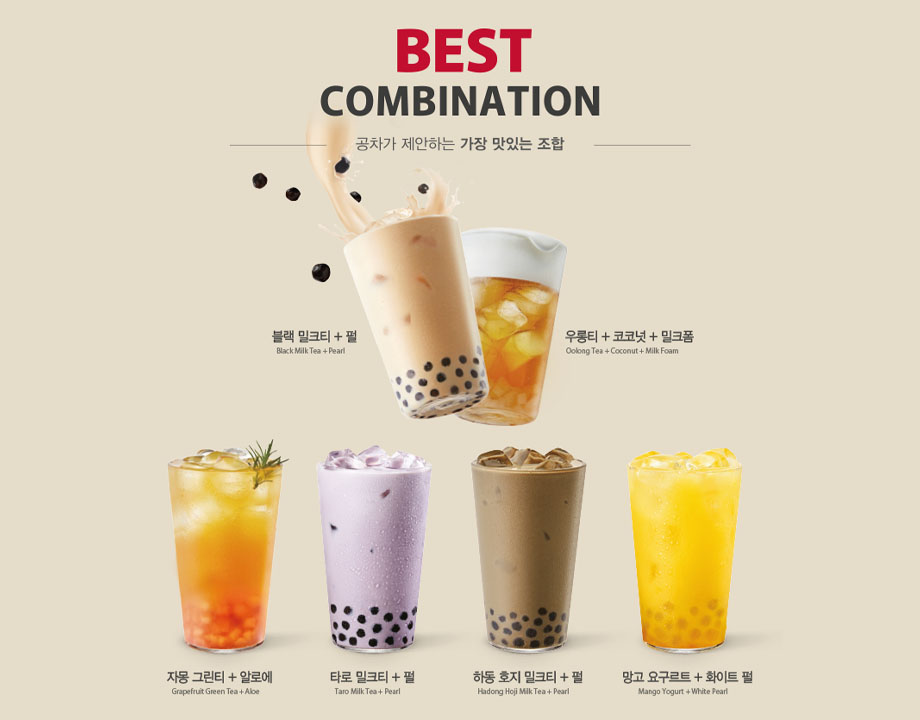 BEST
COMBINATION
공차가 제안하는 가장 맛있는 조합
블랙 밀크티 + 펄
Black Milk Tea + Pearl
우롱티 + 코코넛 + 밀크폼
Oolong Tea + Coconut + Milk Foam
자몽 그린티 + 알로에
Grapefruit Green Tea + Aloe
타로 밀크티 + 펄
Taro Milk Tea + Pearl
하동 호지 밀크티 + 펄
Hadong Hoji Milk Tea + Pearl
망고 요구르트 + 화이트 펄
Mango Yogurt + White Pearl